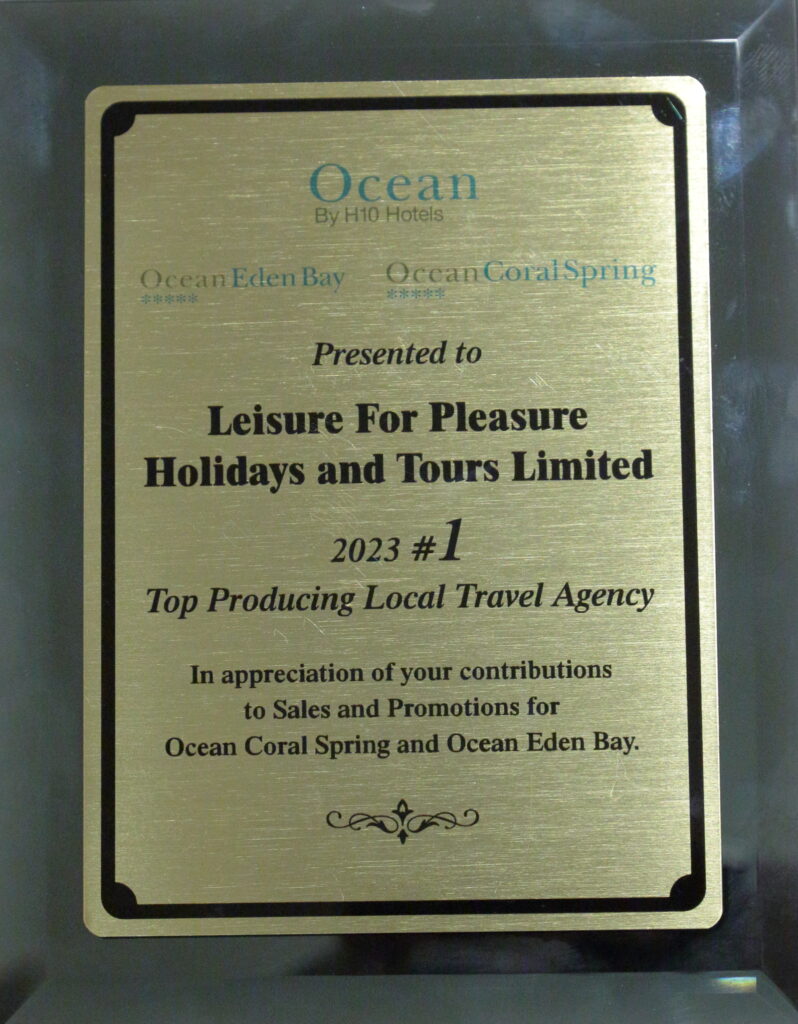 Ocean
By H10 Hotels
Ocean Eden Bay Ocean Coral Spring
***** *****
Presented to
Leisure For Pleasure
Holidays and Tours Limited
2023 #1
Top Producing Local Travel Agency
In appreciation of your contributions
to Sales and Promotions for
Ocean Coral Spring and Ocean Eden Bay.